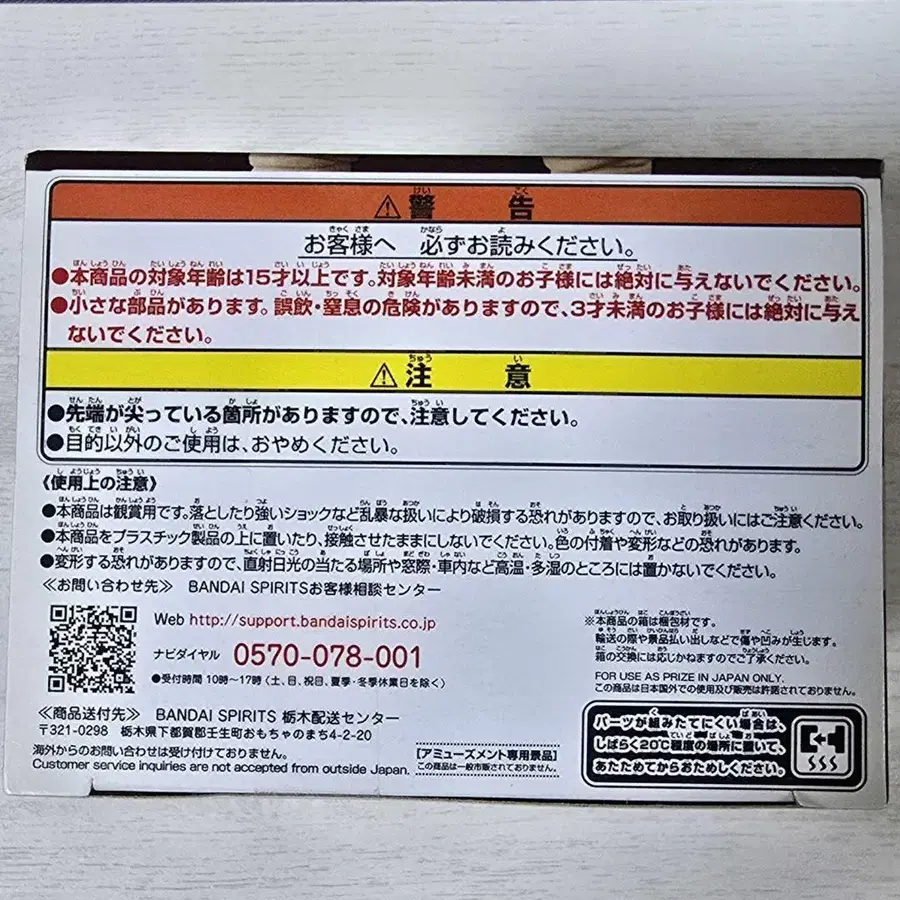 ⚠警告
お客様へ 必ずお読みください。
●本商品の対象年齢は15才以上です。対象年齢未満のお子様には絶対に与えないでください。
●小さな部品があります。誤飲・窒息の危険がありますので、3才未満のお子様には絶対に与え
ないでください。
⚠注意
●先端が尖っている箇所がありますので、注意してください。
●目的以外のご使用は、おやめください。
《使用上の注意》
●本商品は観賞用です。落としたり強いショックなど乱暴な扱いにより破損する恐れがありますので、お取り扱いにはご注意ください。
●本商品をプラスチック製品の上に置いたり、接触させたままにしないでください。色の付着や変形などの恐れがあります。
●変形する恐れがありますので、直射日光の当たる場所や窓際・車内など高温・多湿のところには置かないでください。
≪お問い合わせ先≫ BANDAI SPIRITSお客様相談センター
Web http://support.bandaispirits.co.jp
ナビダイヤル 0570-078-001
●受付時間 10時〜17時（土、日、祝日、夏季・冬季休業日を除く）
≪商品送付先≫ BANDAI SPIRITS 栃木配送センター
〒321-0298 栃木県下都賀郡壬生町おもちゃのまち4-2-20
海外からのお問い合わせは受け付けておりません。
Customer service inquiries are not accepted from outside Japan.
[アミューズメント専用景品]
この商品は一般市販されておりません。
※本商品の箱は梱包材です。
輸送の際や景品払い出しなどで傷や凹みが生じます。
箱の交換には応じかねますのでご了承ください。
FOR USE AS PRIZE IN JAPAN ONLY.
この商品は日本国外での使用及び販売は許諾されておりません。
パーツが組みたてにくい場合は、
しばらく20℃程度の場所に置いて、
あたためてからおためしください。